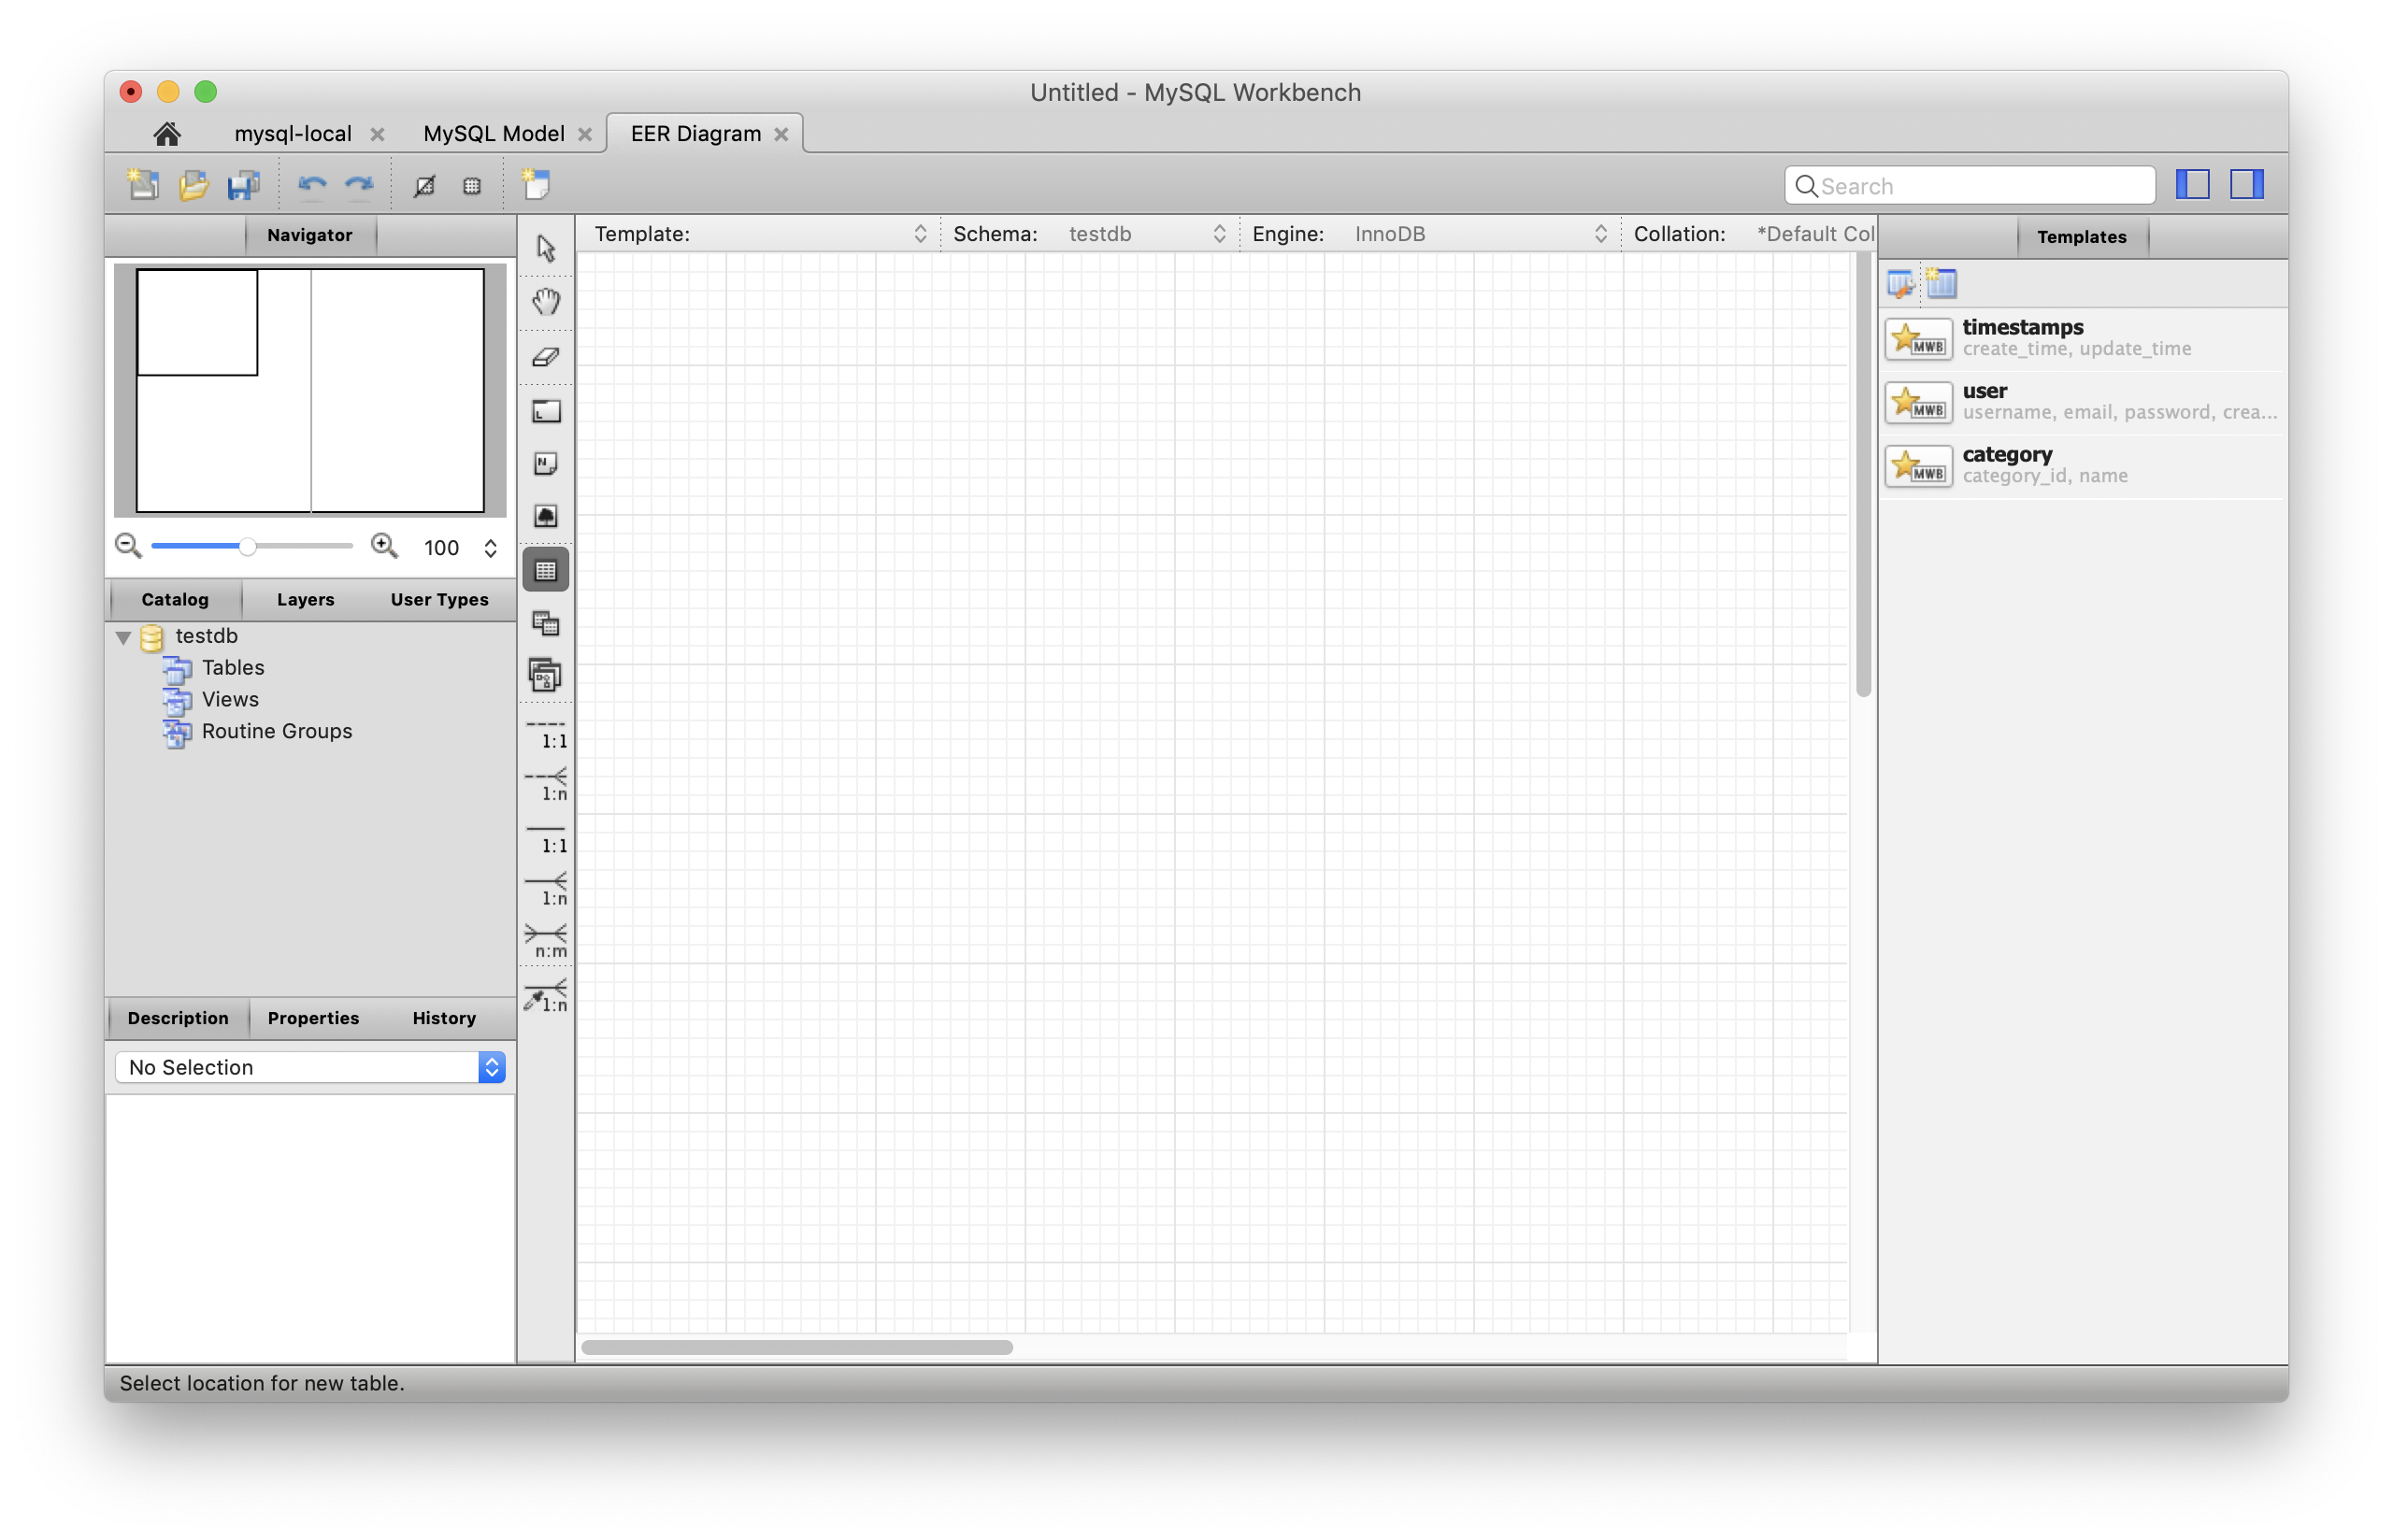 Untitled - MySQL Workbench
mysql-local
MySQL Model
EER Diagram
Search
Navigator
Template:
Schema: testdb
Engine: InnoDB
Collation: *Default Col
Templates
timestamps
create_time, update_time
user
username, email, password, crea...
category
category_id, name
MWB
MWB
MWB
100
Catalog
Layers
User Types
testdb
Tables
Views
Routine Groups
L
N
1:1
1:n
1:1
1:n
n:m
1:n
Description
Properties
History
No Selection
Select location for new table.